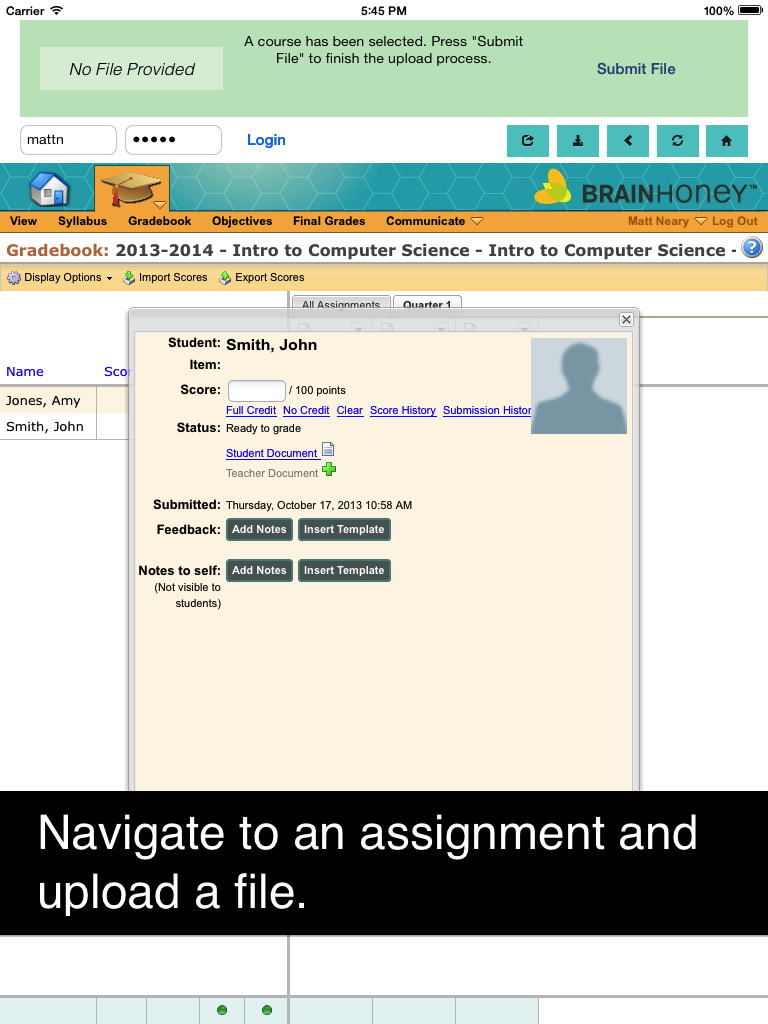 Carrier 5:45 PM 100%
No File Provided
A course has been selected. Press "Submit
File" to finish the upload process.
Submit File
mattn ●●●●● Login
BRAINHONEY™
View Syllabus Gradebook Objectives Final Grades Communicate Matt Neary Log Out
Gradebook: 2013-2014 - Intro to Computer Science - Intro to Computer Science - ?
Display Options Import Scores Export Scores
All Assignments Quarter 1
Student: Smith, John
Item:
Name Scor
Score: / 100 points
Jones, Amy
Full Credit No Credit Clear Score History Submission Histor
Smith, John
Status: Ready to grade
Student Document
Teacher Document
Submitted: Thursday, October 17, 2013 10:58 AM
Feedback: Add Notes Insert Template
Notes to self: Add Notes Insert Template
(Not visible to
students)
Navigate to an assignment and
upload a file.